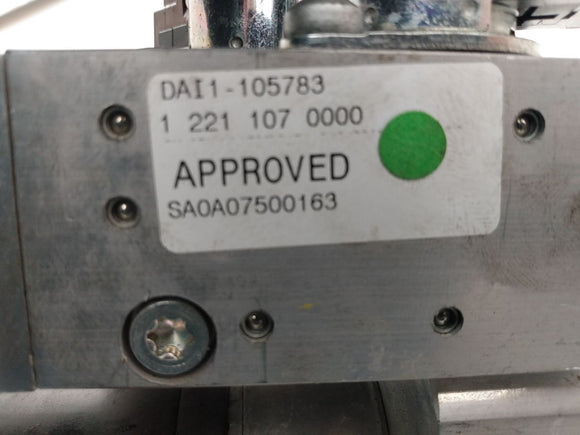 DAI1-105783
1 221 107 0000
APPROVED
SA0A07500163